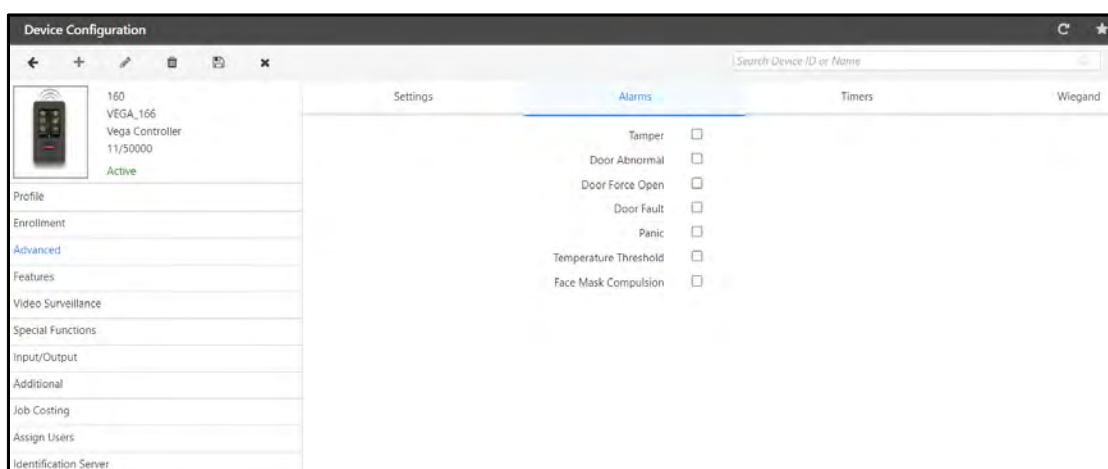 Device Configuration
Search Device ID or Name
160
VEGA_166
Vega Controller
11/50000
Active
Profile
Enrollment
Advanced
Features
Video Surveillance
Special Functions
Input/Output
Additional
Job Costing
Assign Users
Identification Server
Settings Alarms Timers Wiegand
Tamper
Door Abnormal
Door Force Open
Door Fault
Panic
Temperature Threshold
Face Mask Compulsion